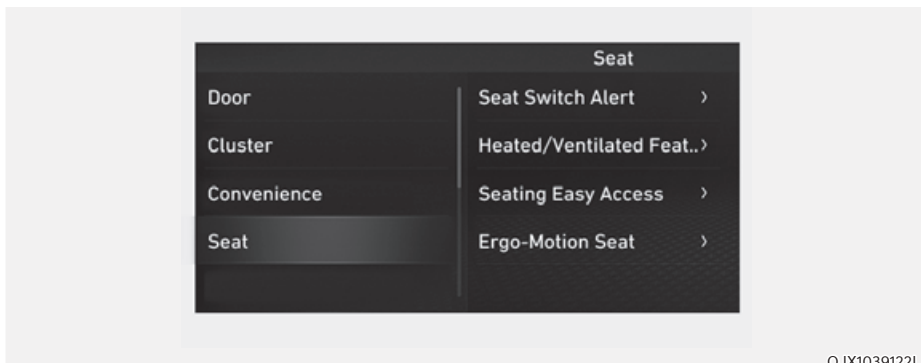 Seat
Door
Cluster
Convenience
Seat
Seat Switch Alert >
Heated/Ventilated Feat..>
Seating Easy Access >
Ergo-Motion Seat >